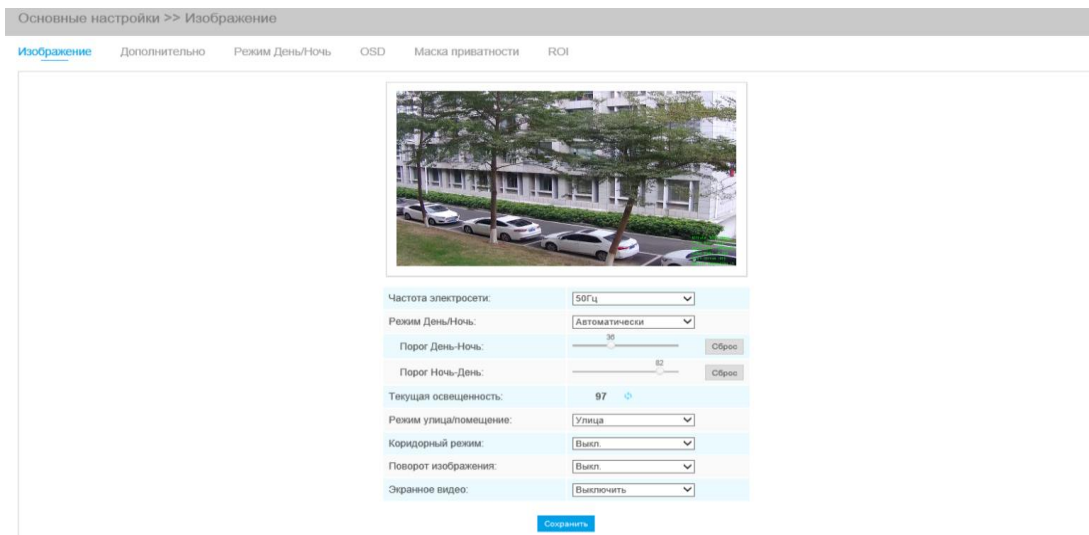 Основные настройки >> Изображение
Изображение Дополнительно Режим День/Ночь OSD Маска приватности ROI
Частота электросети: 50Гц
Режим День/Ночь: Автоматически
36
Порог День-Ночь: Сброс
82
Порог Ночь-День: Сброс
Текущая освещенность: 97
Режим улица/помещение: Улица
Коридорный режим: Выкл.
Поворот изображения: Выкл.
Экранное видео: Выключить
Сохранить